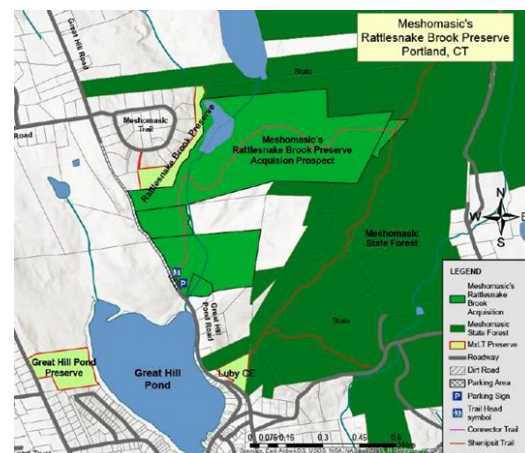 Meshomasic's
Rattlesnake Brook Preserve
Portland, CT
Great Hill Road
State
Road
Meshomasic
Trail
Rattlesnake Brook Preserve
Meshomasic's
Rattlesnake Brook Preserve
Acquision Prospect
N
W
E
S
Meshomasic
State Forest
P
Great Hill
Pond Road
State
Great Hill Pond
Preserve
Great Hill
Pond
Luby CE
LEGEND
Meshomasic's
Rattlesnake
Brook
Acquisition
Meshomasic
State Forest
MxLT Preserve
Roadway
Dirt Road
Parking Area
P
Parking Sign
Trail Head
symbol
Connector Trail
Shenipsit Trail
0
0.075
0.15
0.3
0.45
0.6